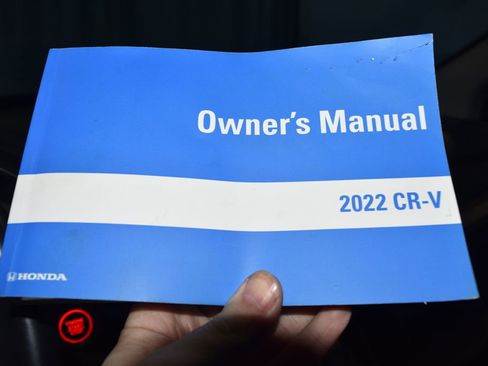 Owner's Manual
2022 CR-V
HONDA